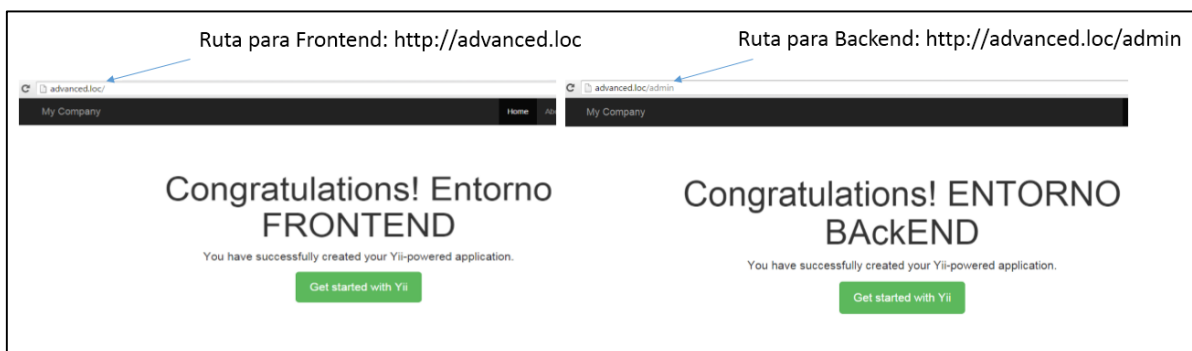 Ruta para Frontend: http://advanced.loc
advanced.loc/
My Company
Home
Abo
Congratulations! Entorno
FRONTEND
You have successfully created your Yii-powered application.
Get started with Yii
Ruta para Backend: http://advanced.loc/admin
advanced.loc/admin
My Company
Congratulations! ENTORNO
BAckEND
You have successfully created your Yii-powered application.
Get started with Yii